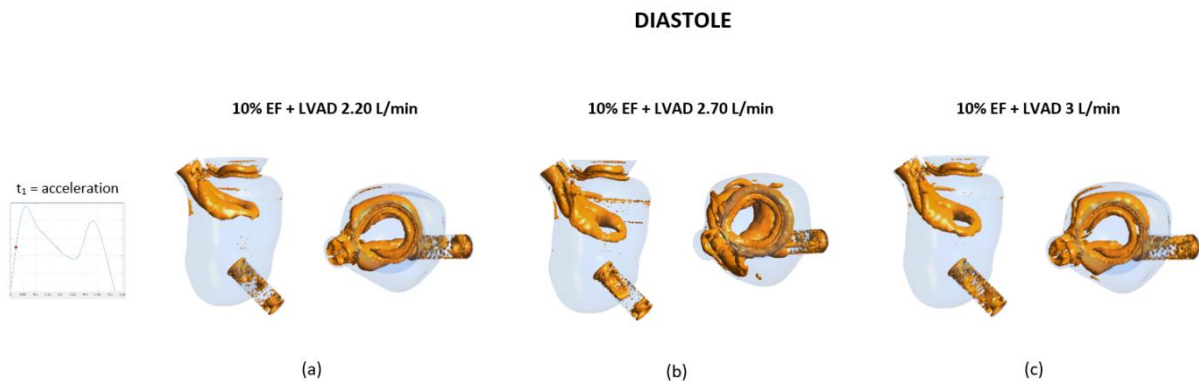 DIASTOLE
10% EF + LVAD 2.20 L/min
10% EF + LVAD 2.70 L/min
10% EF + LVAD 3 L/min
t₁ = acceleration
(a)
(b)
(c)